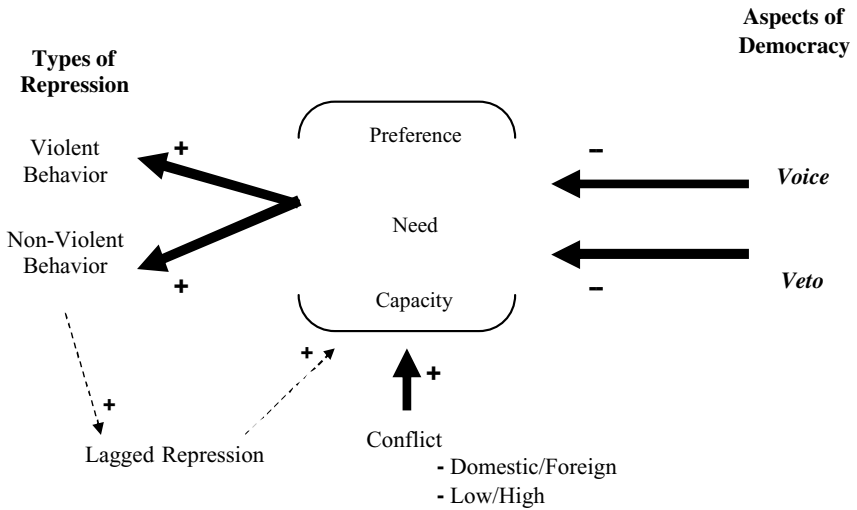 Aspects of
Democracy
Types of
Repression
Violent
Behavior
+
Preference
–
Voice
Non-Violent
Behavior
+
Need
Capacity
–
Veto
+
+
+
Lagged Repression
Conflict
- Domestic/Foreign
- Low/High